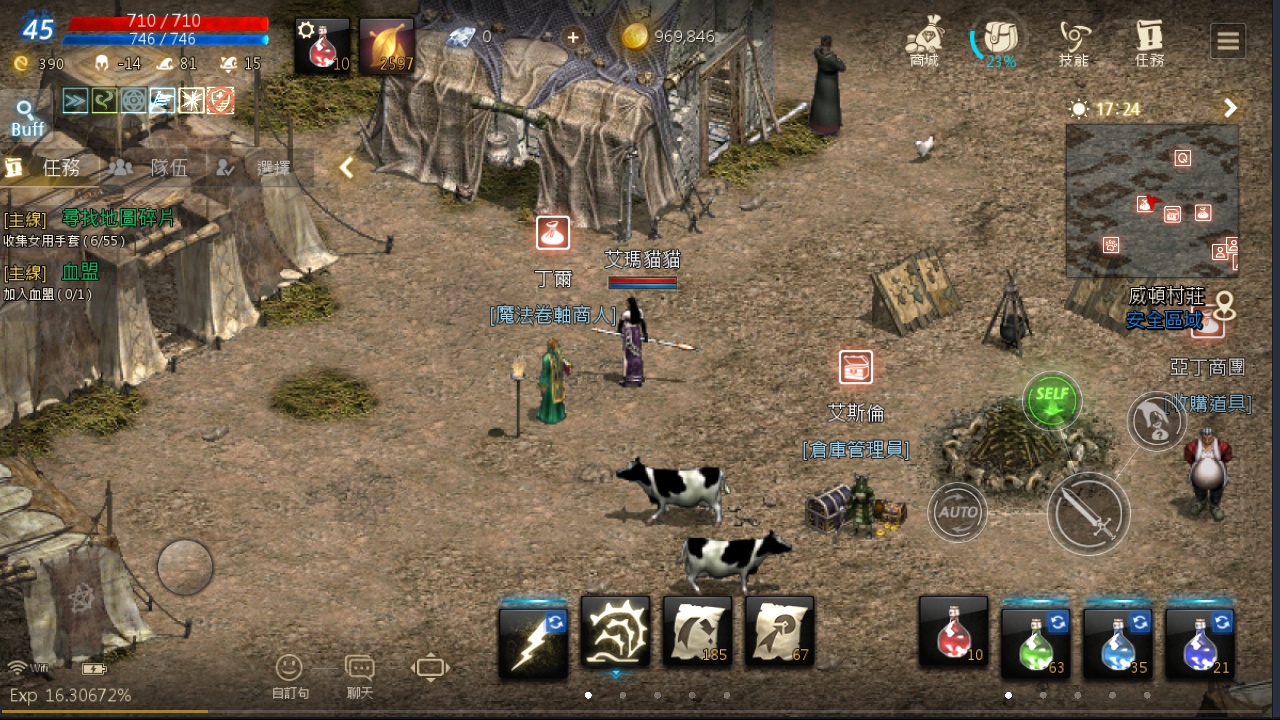 45
710 / 710
746 / 746
390
-14
81
15
10
2597
0
969,846
商城
23%
技能
任務
Buff
17:24
任務
隊伍
選擇
[主線] 尋找地圖碎片
收集女用手套 (6/55)
[主線] 血盟
加入血盟 (0/1)
丁爾
[魔法卷軸商人]
艾瑪貓貓
威頓村莊
安全區域
亞丁商團
[收購道具]
艾斯倫
[倉庫管理員]
SELF
AUTO
185
67
10
63
35
21
Wifi
自訂句
聊天
Exp 16.30672%